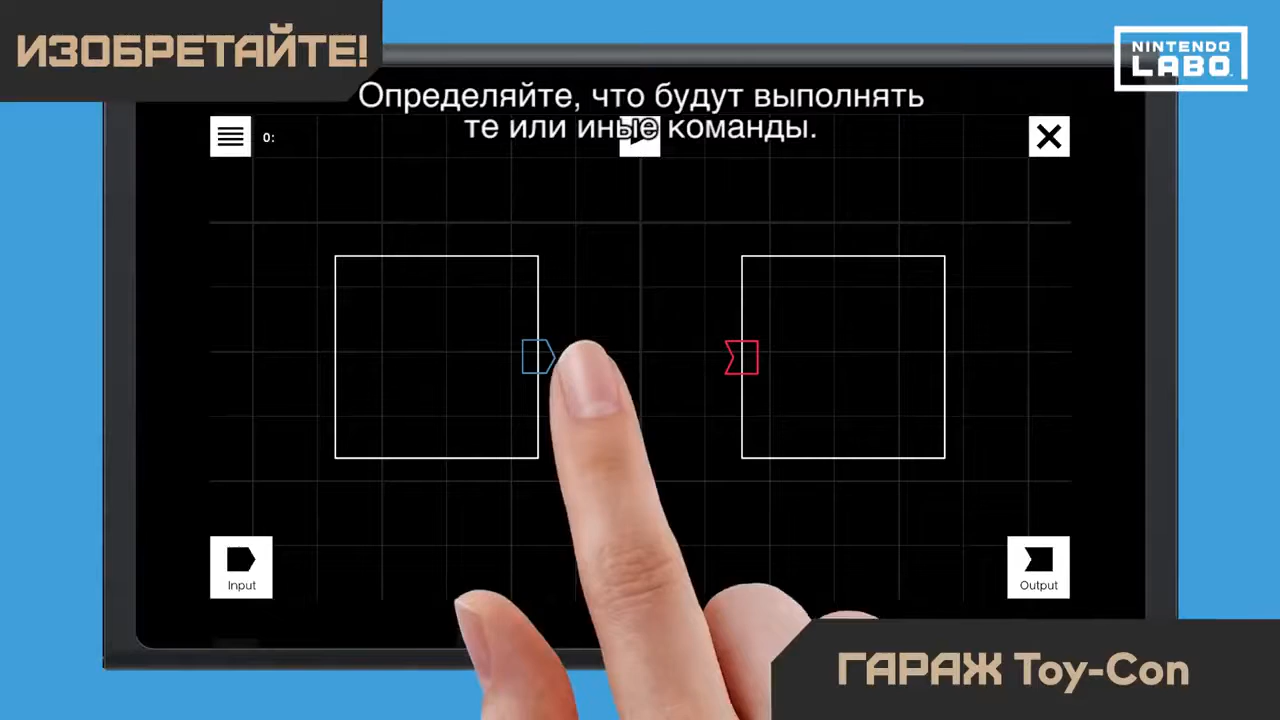 ИЗОБРЕТАЙТЕ!
NINTENDO
LABO
Определяйте, что будут выполнять
те или иные команды.
0:
Input
Output
ГАРАЖ Toy-Con